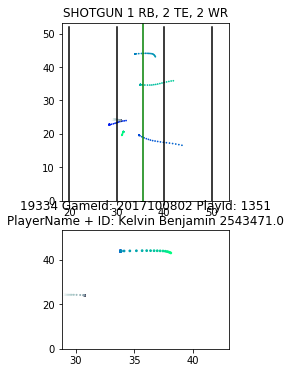 SHOTGUN 1 RB, 2 TE, 2 WR
50
40
30
20
10
0
20 30 40 50
19334 GameId: 2017100802 PlayId: 1351
PlayerName + ID: Kelvin Benjamin 2543471.0
40
20
0
30 35 40